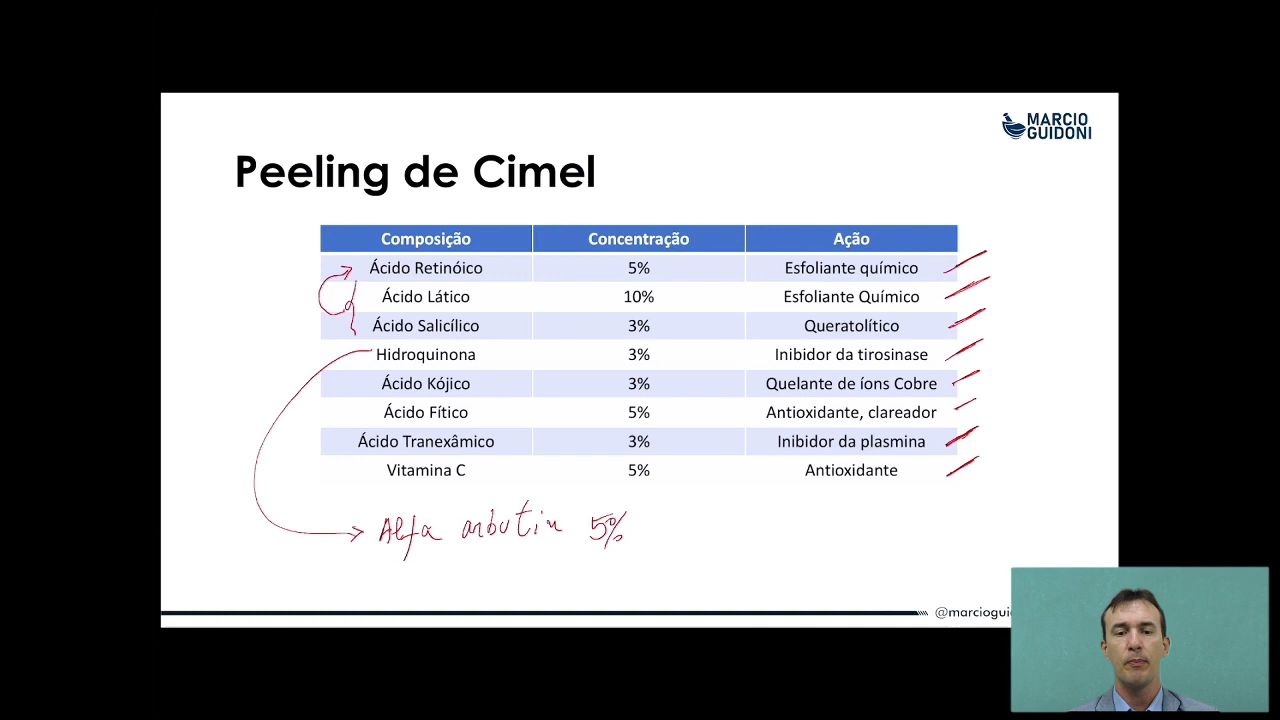 MARCIO
GUIDONI
Peeling de Cimel
Composição Concentração Ação
Ácido Retinóico 5% Esfoliante químico
Ácido Lático 10% Esfoliante Químico
Ácido Salicílico 3% Queratolítico
Hidroquinona 3% Inibidor da tirosinase
Ácido Kójico 3% Quelante de íons Cobre
Ácido Fítico 5% Antioxidante, clareador
Ácido Tranexâmico 3% Inibidor da plasmina
Vitamina C 5% Antioxidante
Alfa arbutin 5%
@marciogui